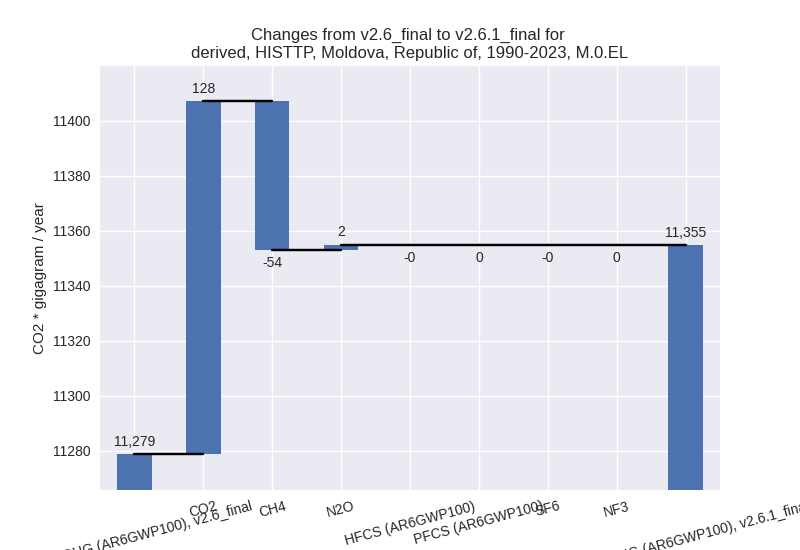 Changes from v2.6_final to v2.6.1_final for
derived, HISTTP, Moldova, Republic of, 1990-2023, M.0.EL
CO2 * gigagram / year
11400
11380
11360
11340
11320
11300
11280
11,279
128
-54
2
-0
0
-0
0
11,355
(AR6GWP100), v2.6_final
CO2
CH4
N2O
HFCS (AR6GWP100)
PFCS (AR6GWP100)
SF6
NF3
(AR6GWP100), v2.6.1_fina